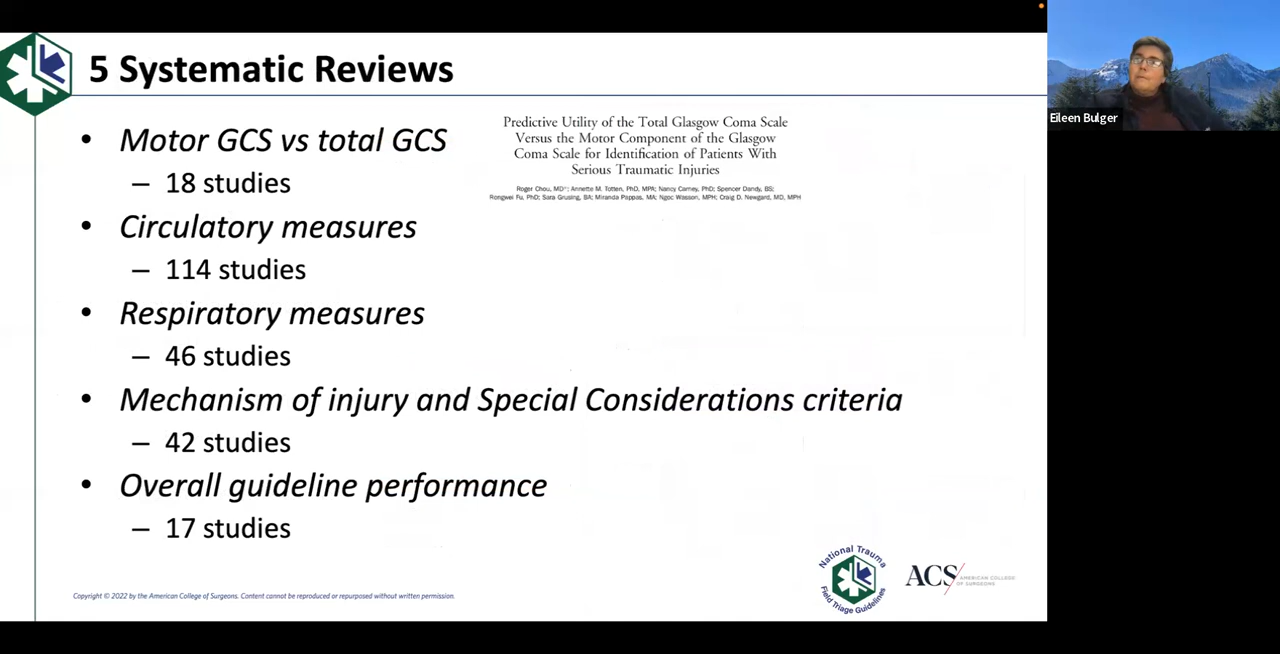 5 Systematic Reviews
• Motor GCS vs total GCS
– 18 studies
• Circulatory measures
– 114 studies
• Respiratory measures
– 46 studies
• Mechanism of injury and Special Considerations criteria
– 42 studies
• Overall guideline performance
– 17 studies
Predictive Utility of the Total Glasgow Coma Scale
Versus the Motor Component of the Glasgow
Coma Scale for Identification of Patients With
Serious Traumatic Injuries
Roger Chou, MD*; Annette M. Totten, PhD, MPA; Nancy Carney, PhD; Spencer Dandy, BS;
Rongwei Fu, PhD; Sara Grusing, BA; Miranda Pappas, MA; Ngoc Wasson, MPH; Craig D. Newgard, MD, MPH
Copyright © 2022 by the American College of Surgeons. Content cannot be reproduced or repurposed without written permission.
National Trauma
Field Triage Guidelines
ACS
AMERICAN COLLEGE
OF SURGEONS
Eileen Bulger